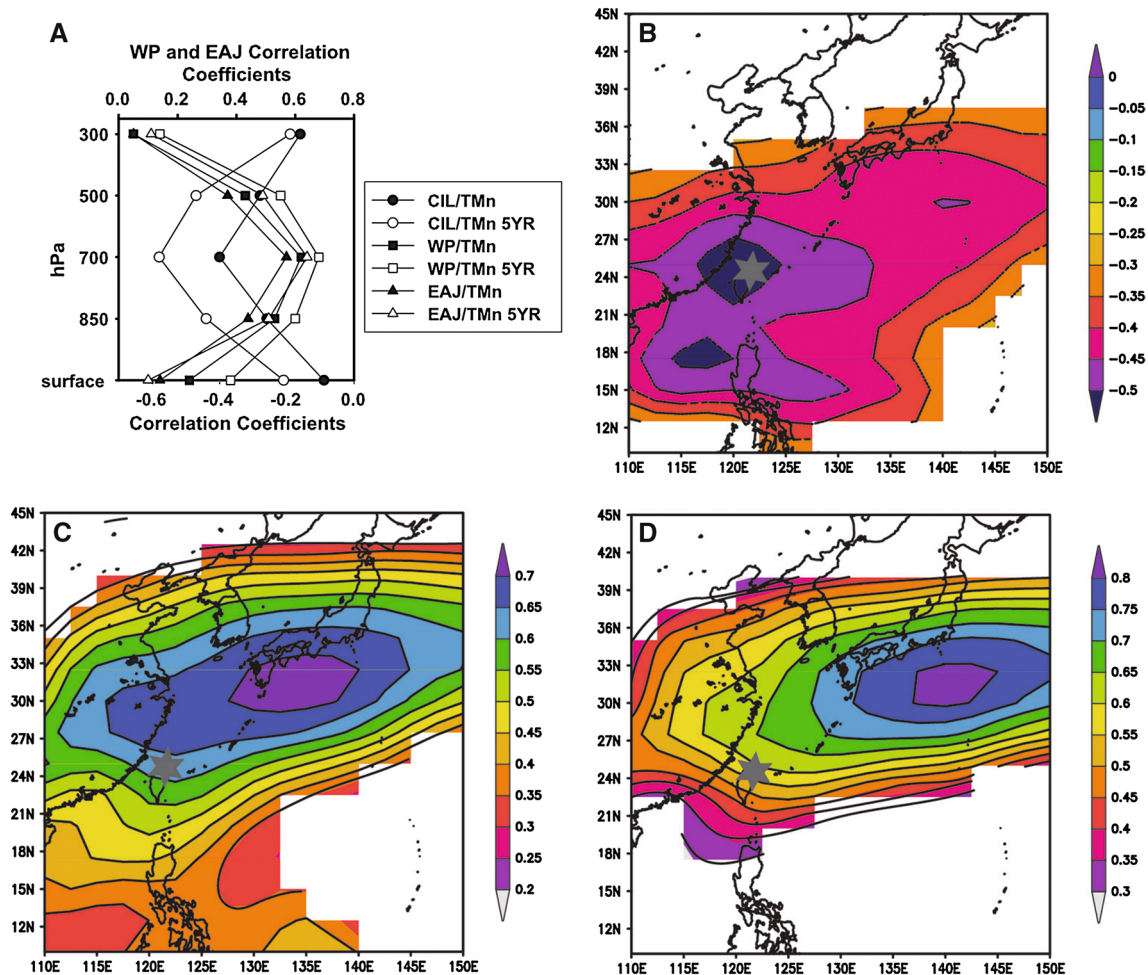 A
WP and EAJ Correlation
Coefficients
0.0 0.2 0.4 0.6 0.8
300
500
700
850
surface
hPa
-0.6 -0.4 -0.2 0.0
Correlation Coefficients
CIL/TMn
CIL/TMn 5YR
WP/TMn
WP/TMn 5YR
EAJ/TMn
EAJ/TMn 5YR
B
45N
42N
39N
36N
33N
30N
27N
24N
21N
18N
15N
12N
110E 115E 120E 125E 130E 135E 140E 145E 150E
0
-0.05
-0.1
-0.15
-0.2
-0.25
-0.3
-0.35
-0.4
-0.45
-0.5
C
45N
42N
39N
36N
33N
30N
27N
24N
21N
18N
15N
12N
110E 115E 120E 125E 130E 135E 140E 145E 150E
0.7
0.65
0.6
0.55
0.5
0.45
0.4
0.35
0.3
0.25
0.2
D
45N
42N
39N
36N
33N
30N
27N
24N
21N
18N
15N
12N
110E 115E 120E 125E 130E 135E 140E 145E 150E
0.8
0.75
0.7
0.65
0.6
0.55
0.5
0.45
0.4
0.35
0.3